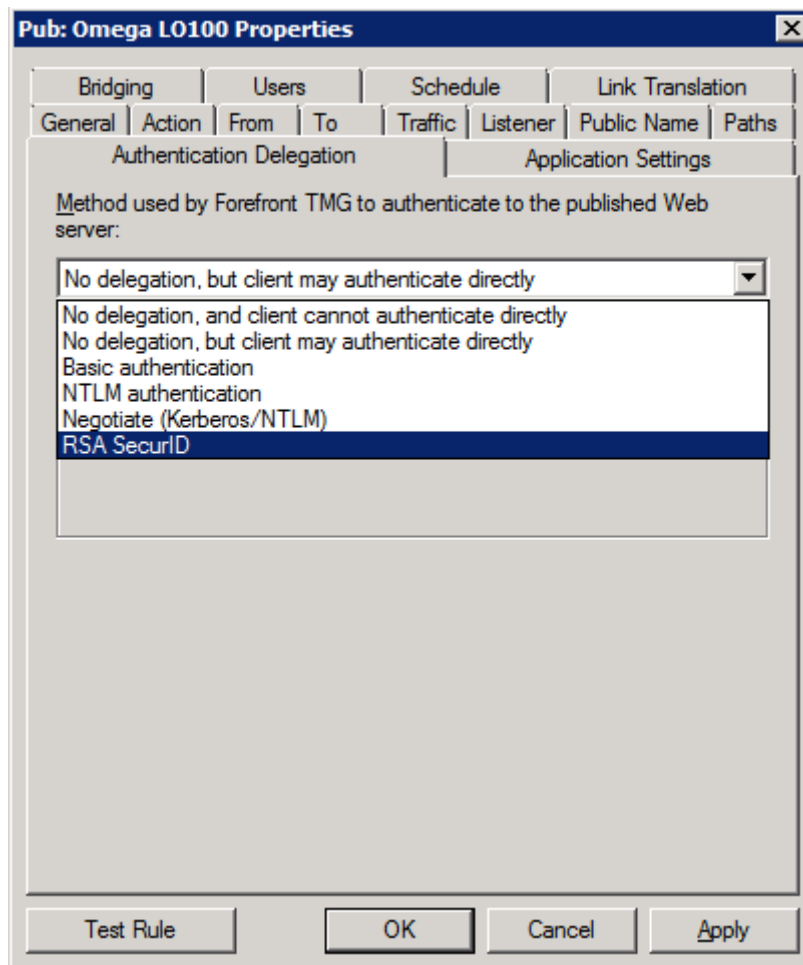 Pub: Omega LO100 Properties
Bridging Users Schedule Link Translation
General Action From To Traffic Listener Public Name Paths
Authentication Delegation Application Settings
Method used by Forefront TMG to authenticate to the published Web
server:
No delegation, but client may authenticate directly
No delegation, and client cannot authenticate directly
No delegation, but client may authenticate directly
Basic authentication
NTLM authentication
Negotiate (Kerberos/NTLM)
RSA SecurID
Test Rule OK Cancel Apply